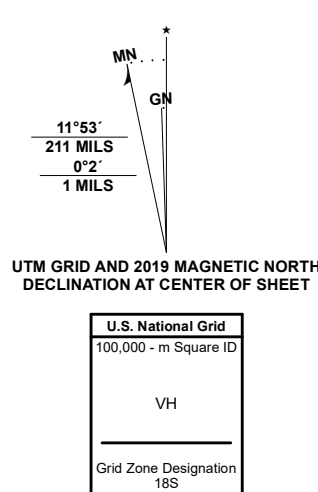 MN
GN
11°53´
211 MILS
0°2´
1 MILS
UTM GRID AND 2019 MAGNETIC NORTH
DECLINATION AT CENTER OF SHEET
U.S. National Grid
100,000 - m Square ID
VH
Grid Zone Designation
18S